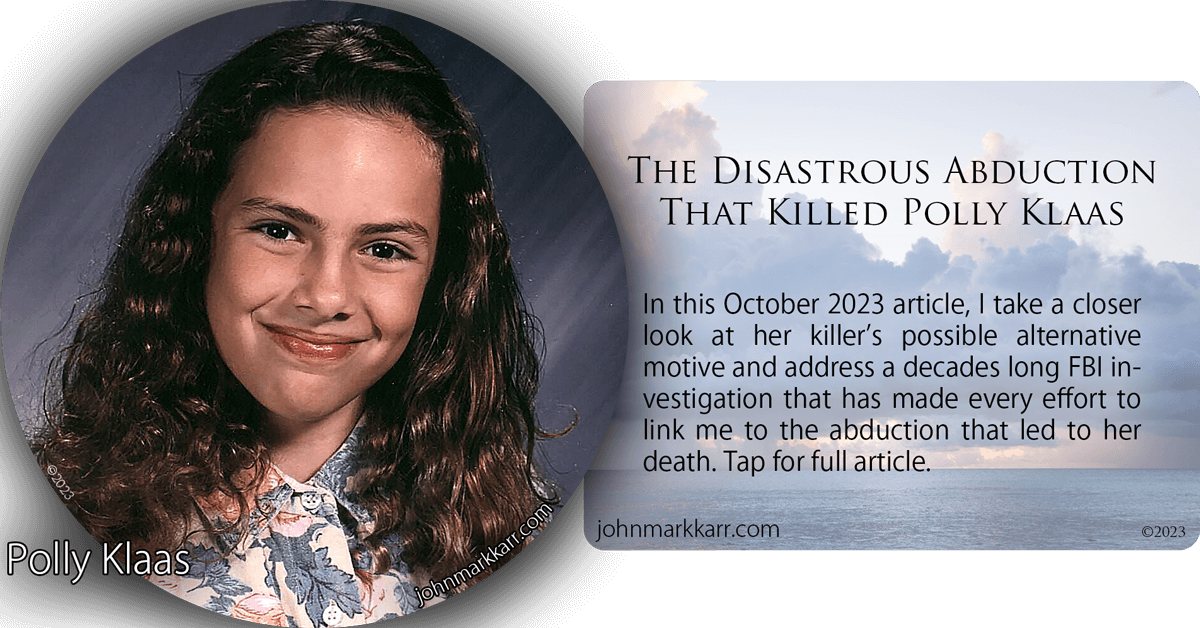 The Disastrous Abduction
That Killed Polly Klaas
In this October 2023 article, I take a closer
look at her killer’s possible alternative
motive and address a decades long FBI in-
vestigation that has made every effort to
link me to the abduction that led to her
death. Tap for full article.
johnmarkkarr.com
©2023
©2023
Polly Klaas
johnmarkkarr.com